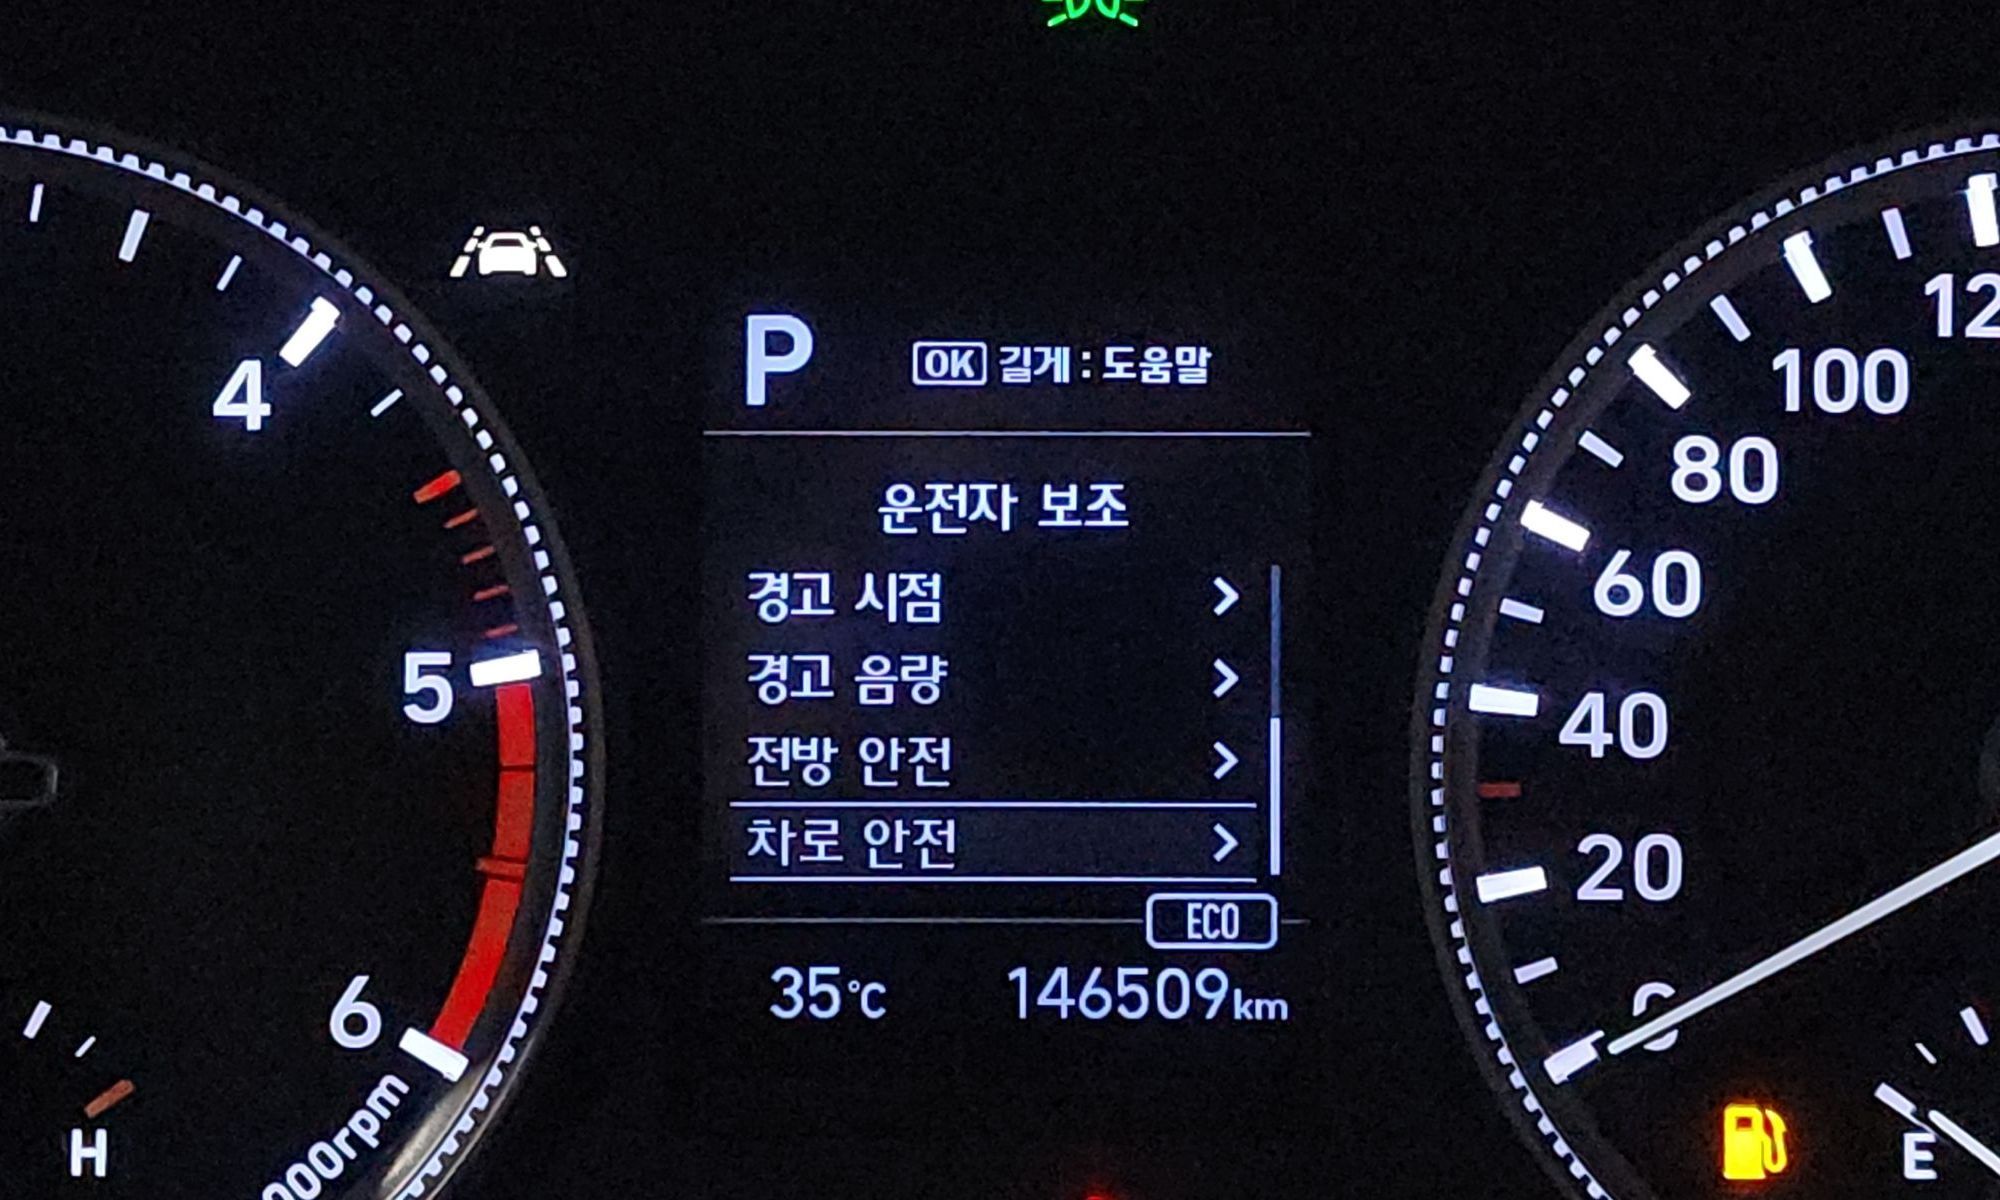 P
OK 길게 : 도움말
운전자 보조
경고 시점
경고 음량
전방 안전
차로 안전
ECO
35°C 146509km
4
5
6
H
120
100
80
60
40
20
0
E